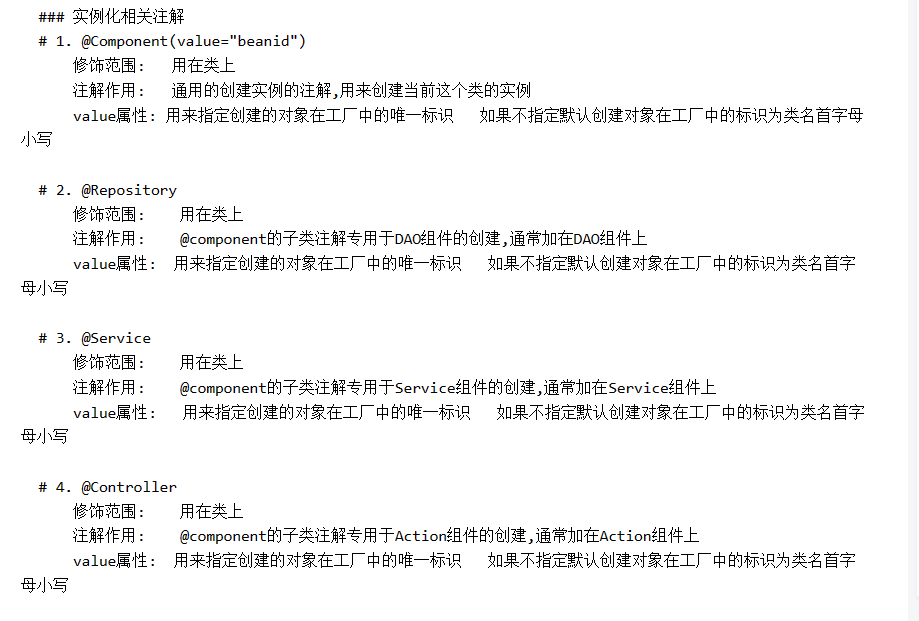 ### 实例化相关注解
# 1. @Component(value="beanid")
修饰范围:   用在类上
注解作用:   通用的创建实例的注解,用来创建当前这个类的实例
value属性: 用来指定创建的对象在工厂中的唯一标识   如果不指定默认创建对象在工厂中的标识为类名首字母
小写
# 2. @Repository
修饰范围:    用在类上
注解作用:    @component的子类注解专用于DAO组件的创建,通常加在DAO组件上
value属性:  用来指定创建的对象在工厂中的唯一标识   如果不指定默认创建对象在工厂中的标识为类名首字
母小写
# 3. @Service
修饰范围:    用在类上
注解作用:    @component的子类注解专用于Service组件的创建,通常加在Service组件上
value属性:   用来指定创建的对象在工厂中的唯一标识   如果不指定默认创建对象在工厂中的标识为类名首字
母小写
# 4. @Controller
修饰范围:    用在类上
注解作用:    @component的子类注解专用于Action组件的创建,通常加在Action组件上
value属性:  用来指定创建的对象在工厂中的唯一标识   如果不指定默认创建对象在工厂中的标识为类名首字
母小写